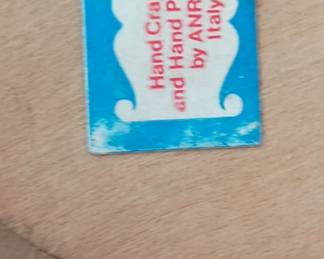 Hand Cra
and Hand P
by ANR
Italy